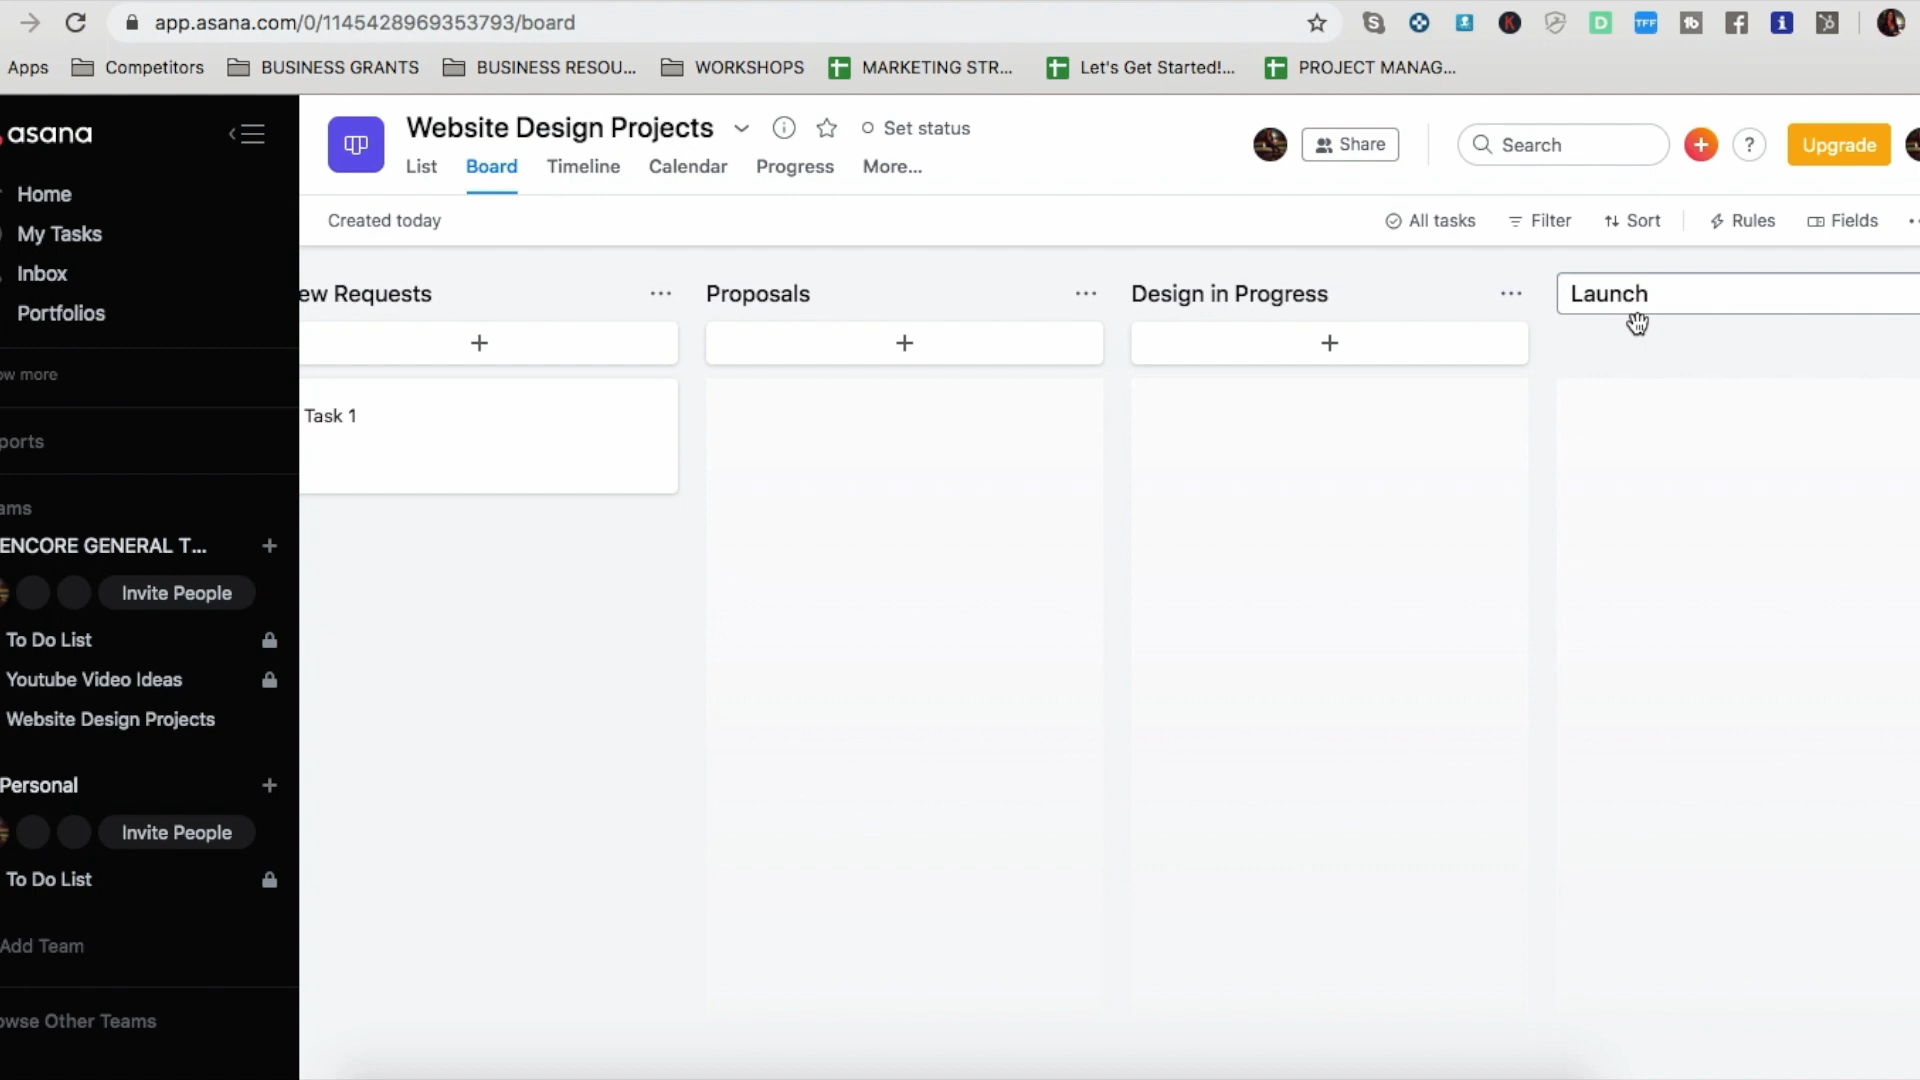 app.asana.com/0/1145428969353793/board
Apps Competitors BUSINESS GRANTS BUSINESS RESOU... WORKSHOPS MARKETING STR... Let's Get Started!... PROJECT MANAG...
asana
Home
My Tasks
Inbox
Portfolios
ow more
ports
ams
ENCORE GENERAL T... +
Invite People
To Do List
Youtube Video Ideas
Website Design Projects
Personal +
Invite People
To Do List
Add Team
owse Other Teams
Website Design Projects Set status
List Board Timeline Calendar Progress More...
Share Search + ? Upgrade
Created today All tasks Filter Sort Rules Fields
ew Requests ... Proposals ... Design in Progress ... Launch
+ + +
Task 1